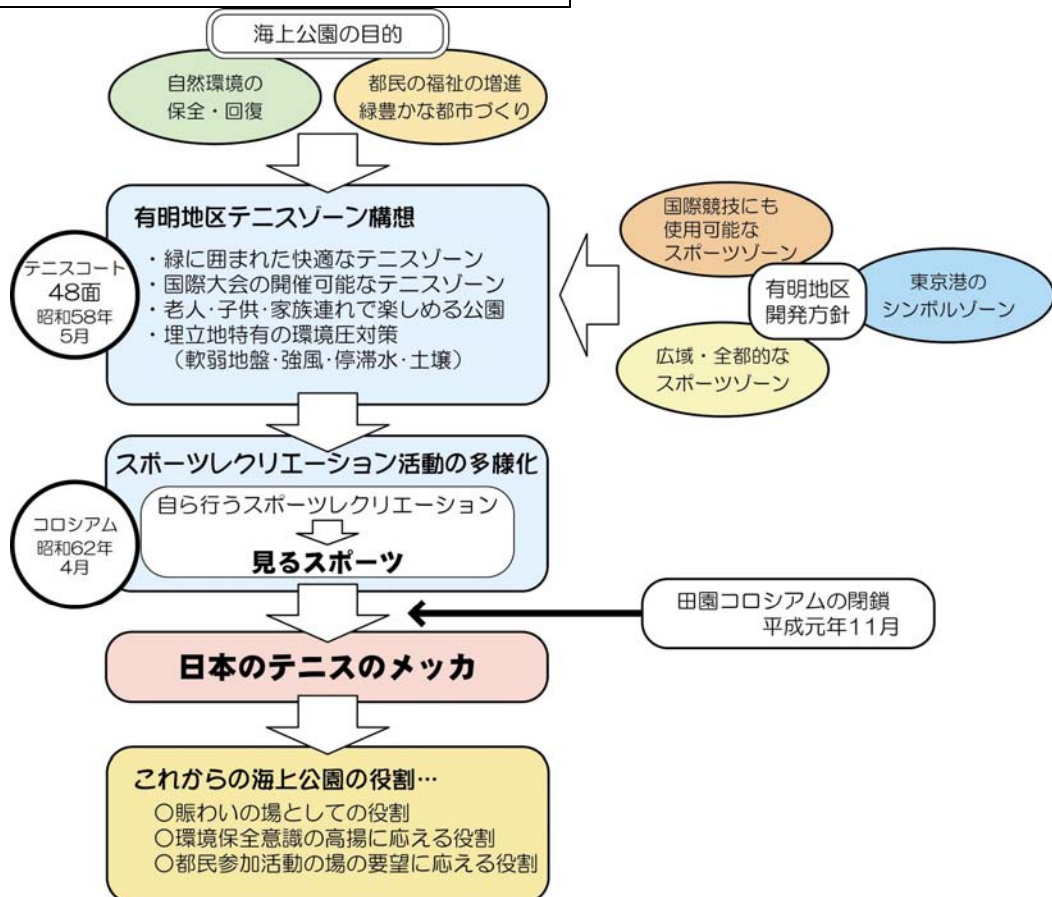 海上公園の目的
自然環境の
保全・回復
都民の福祉の増進
緑豊かな都市づくり
有明地区テニスゾーン構想
・緑に囲まれた快適なテニスゾーン
・国際大会の開催可能なテニスゾーン
・老人・子供・家族連れで楽しめる公園
・埋立地特有の環境圧対策
（軟弱地盤・強風・停滞水・土壌）
テニスコート
48面
昭和58年
5月
国際競技にも
使用可能な
スポーツゾーン
有明地区
開発方針
東京港の
シンボルゾーン
広域・全都的な
スポーツゾーン
スポーツレクリエーション活動の多様化
自ら行うスポーツレクリエーション
見るスポーツ
コロシアム
昭和62年
4月
田園コロシアムの閉鎖
平成元年11月
日本のテニスのメッカ
これからの海上公園の役割…
○賑わいの場としての役割
○環境保全意識の高揚に応える役割
○都民参加活動の場の要望に応える役割